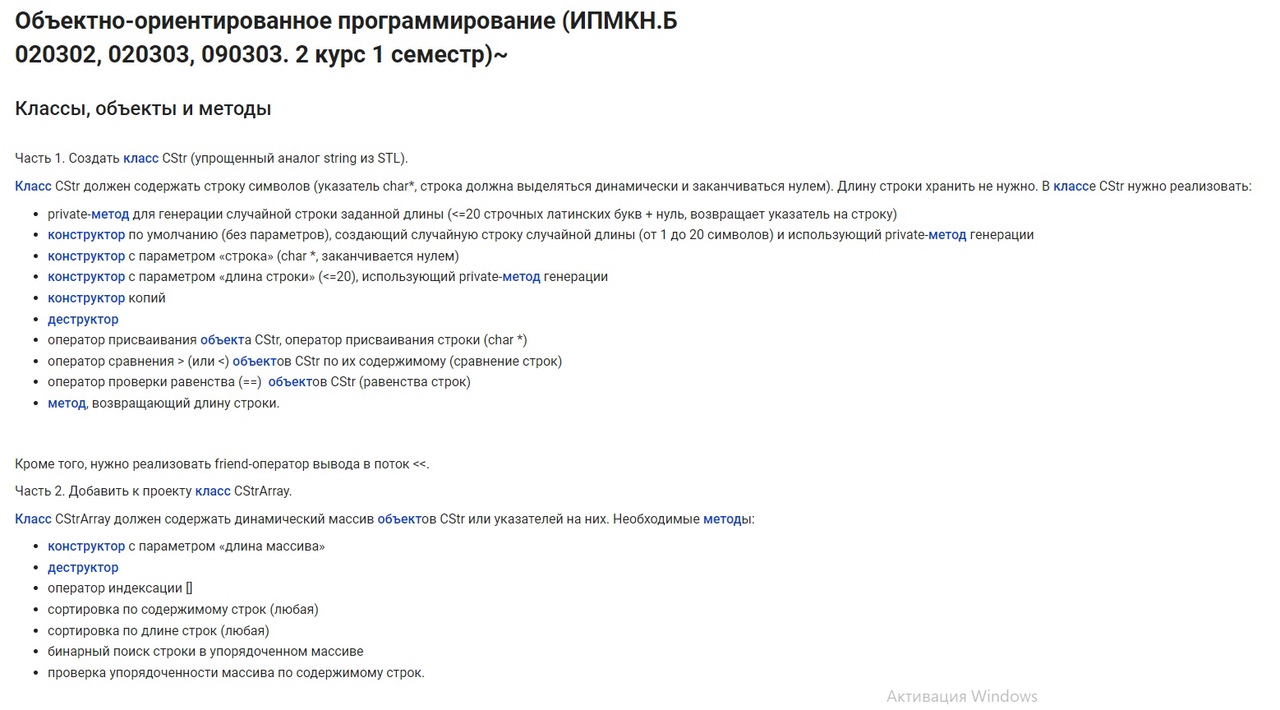 Объектно-ориентированное программирование (ИПМКН.Б
020302, 020303, 090303. 2 курс 1 семестр)~
Классы, объекты и методы
Часть 1. Создать класс CStr (упрощенный аналог string из STL).
Класс CStr должен содержать строку символов (указатель char*, строка должна выделяться динамически и заканчиваться нулем). Длину строки хранить не нужно. В классе CStr нужно реализовать:
• private-метод для генерации случайной строки заданной длины (<=20 строчных латинских букв + нуль, возвращает указатель на строку)
• конструктор по умолчанию (без параметров), создающий случайную строку случайной длины (от 1 до 20 символов) и использующий private-метод генерации
• конструктор с параметром «строка» (char *, заканчивается нулем)
• конструктор с параметром «длина строки» (<=20), использующий private-метод генерации
• конструктор копий
• деструктор
• оператор присваивания объекта CStr, оператор присваивания строки (char *)
• оператор сравнения > (или <) объектов CStr по их содержимому (сравнение строк)
• оператор проверки равенства (==)  объектов CStr (равенства строк)
• метод, возвращающий длину строки.
Кроме того, нужно реализовать friend-оператор вывода в поток <<.
Часть 2. Добавить к проекту класс CStrArray.
Класс CStrArray должен содержать динамический массив объектов CStr или указателей на них. Необходимые методы:
• конструктор с параметром «длина массива»
• деструктор
• оператор индексации []
• сортировка по содержимому строк (любая)
• сортировка по длине строк (любая)
• бинарный поиск строки в упорядоченном массиве
• проверка упорядоченности массива по содержимому строк.
Активация Windows